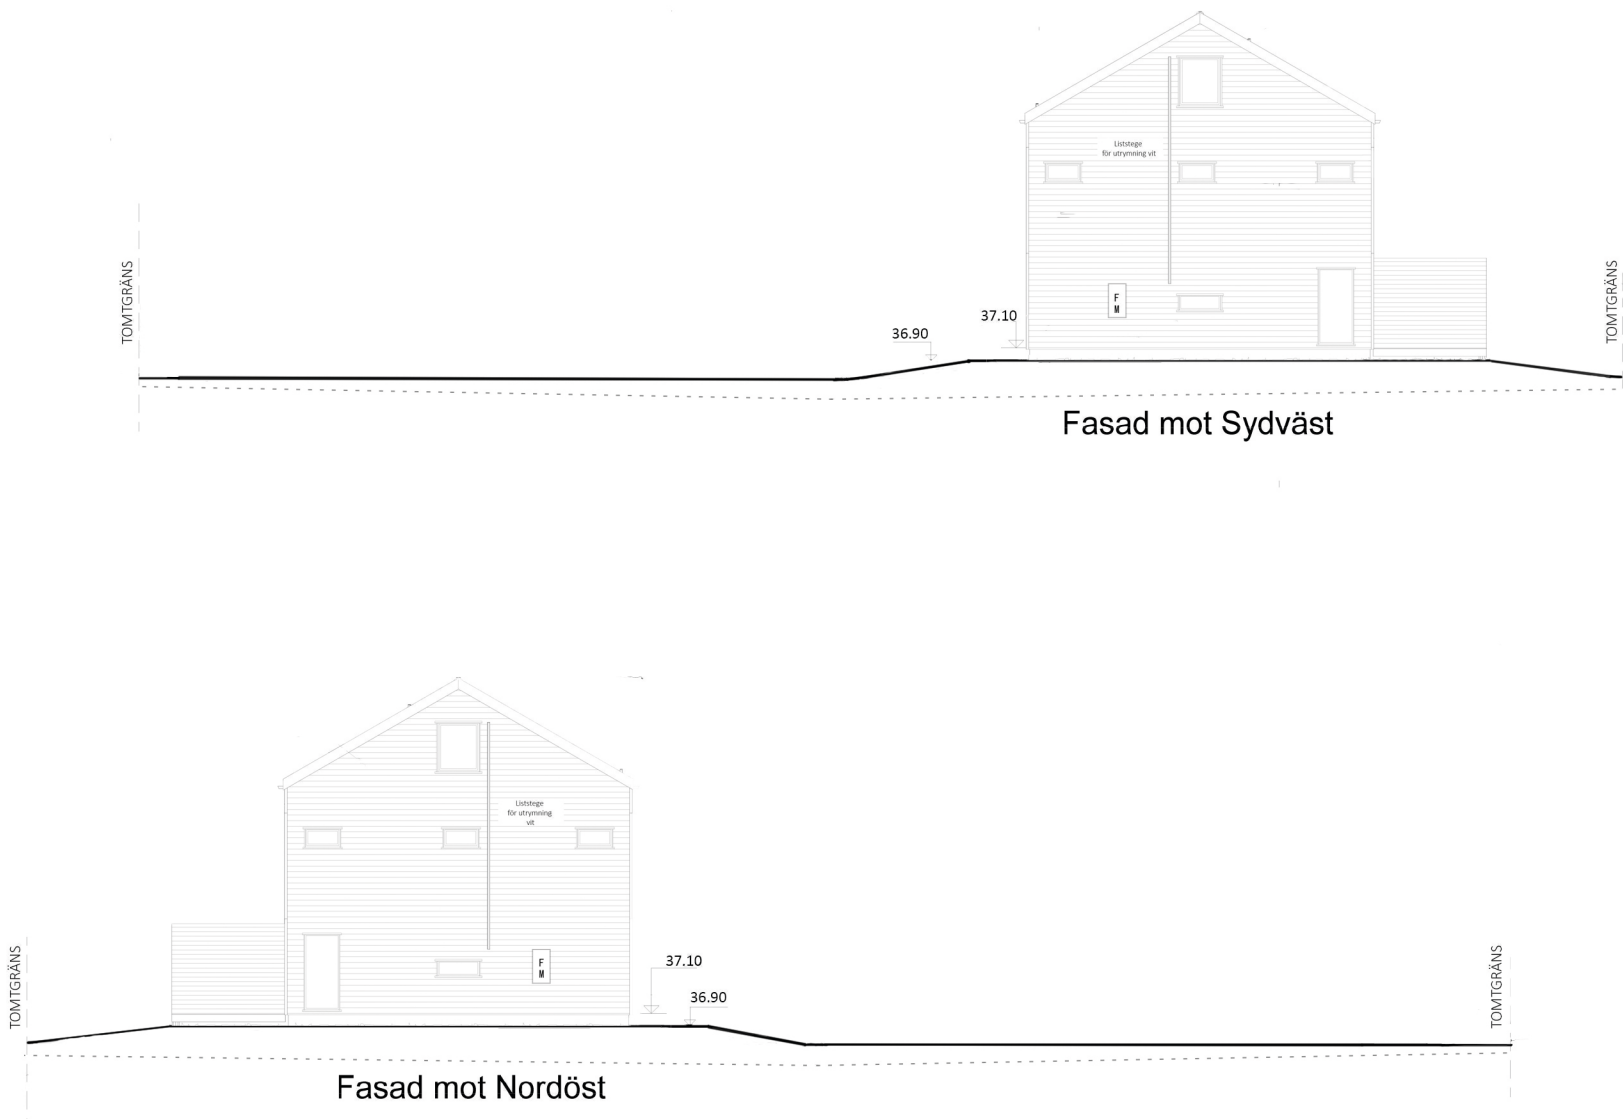 Liststege
för utrymning vit
TOMTGRÄNS
TOMTGRÄNS
F
M
37.10
36.90
Fasad mot Sydväst
Liststege
för utrymning
vit
TOMTGRÄNS
TOMTGRÄNS
F
M
37.10
36.90
Fasad mot Nordöst